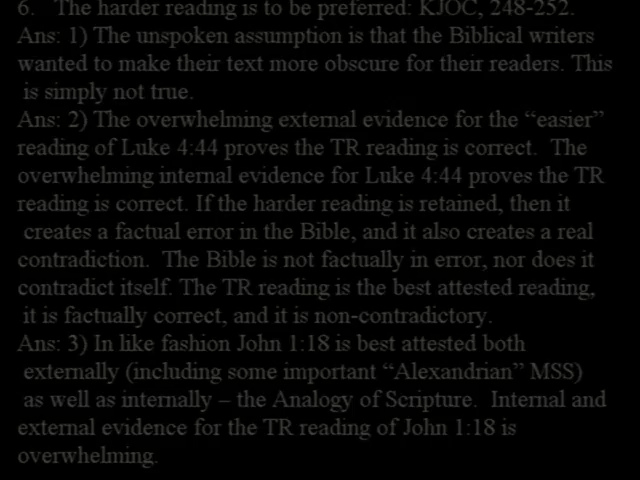 6. The harder reading is to be preferred: KJOC, 248-252.
Ans: 1) The unspoken assumption is that the Biblical writers
wanted to make their text more obscure for their readers. This
is simply not true.
Ans: 2) The overwhelming external evidence for the “easier”
reading of Luke 4:44 proves the TR reading is correct. The
overwhelming internal evidence for Luke 4:44 proves the TR
reading is correct. If the harder reading is retained, then it
creates a factual error in the Bible, and it also creates a real
contradiction. The Bible is not factually in error, nor does it
contradict itself. The TR reading is the best attested reading,
it is factually correct, and it is non-contradictory.
Ans: 3) In like fashion John 1:18 is best attested both
externally (including some important “Alexandrian” MSS)
as well as internally – the Analogy of Scripture. Internal and
external evidence for the TR reading of John 1:18 is
overwhelming.